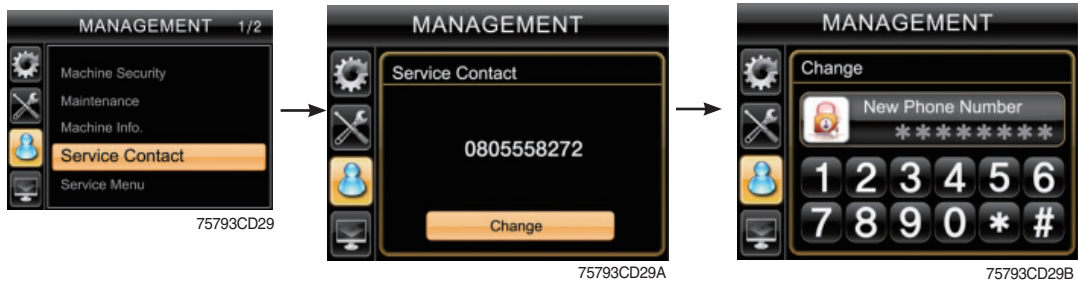 MANAGEMENT 1/2
Machine Security
Maintenance
Machine Info.
Service Contact
Service Menu
75793CD29
MANAGEMENT
Service Contact
0805558272
Change
75793CD29A
MANAGEMENT
Change
New Phone Number
********
1 2 3 4 5 6
7 8 9 0 * #
75793CD29B